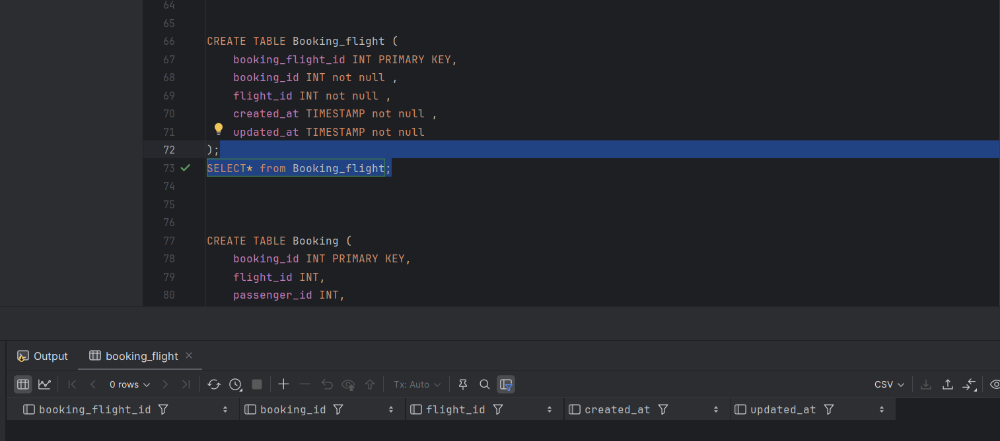 64
65
66 CREATE TABLE Booking_flight (
67 booking_flight_id INT PRIMARY KEY,
68 booking_id INT not null ,
69 flight_id INT not null ,
70 created_at TIMESTAMP not null ,
71 updated_at TIMESTAMP not null
72 );
73 SELECT* from Booking_flight;
74
75
76
77 CREATE TABLE Booking (
78 booking_id INT PRIMARY KEY,
79 flight_id INT,
80 passenger_id INT,
Output booking_flight
0 rows Tx: Auto CSV
booking_flight_id booking_id flight_id created_at updated_at